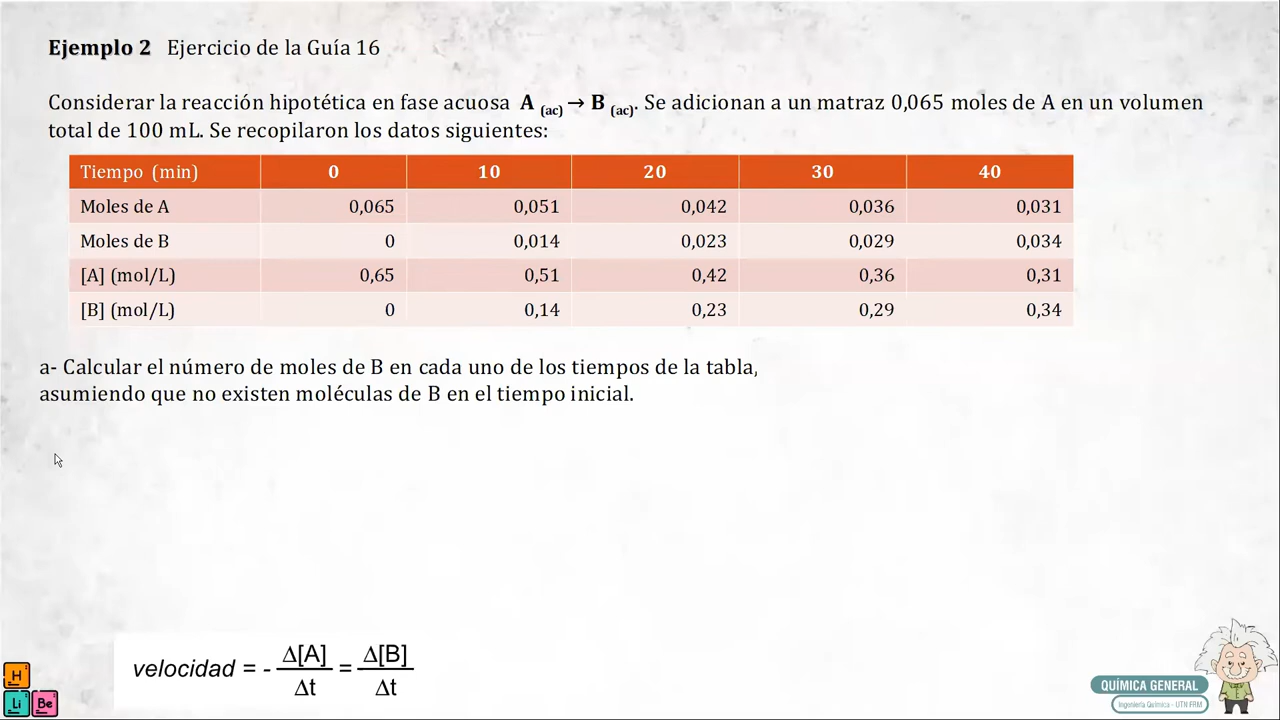 Ejemplo 2 Ejercicio de la Guía 16
Considerar la reacción hipotética en fase acuosa A (ac) → B (ac). Se adicionan a un matraz 0,065 moles de A en un volumen
total de 100 mL. Se recopilaron los datos siguientes:
Tiempo (min) 0 10 20 30 40
Moles de A 0,065 0,051 0,042 0,036 0,031
Moles de B 0 0,014 0,023 0,029 0,034
[A] (mol/L) 0,65 0,51 0,42 0,36 0,31
[B] (mol/L) 0 0,14 0,23 0,29 0,34
a- Calcular el número de moles de B en cada uno de los tiempos de la tabla,
asumiendo que no existen moléculas de B en el tiempo inicial.
velocidad = - Δ[A]/Δt = Δ[B]/Δt
H
Li Be
QUÍMICA GENERAL
Ingeniería Química - UTN FRM